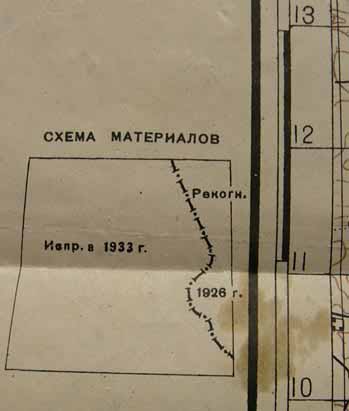 13
СХЕМА МАТЕРИАЛОВ
12
Рекогн.
Испр. в 1933 г.
11
1926 г.
10